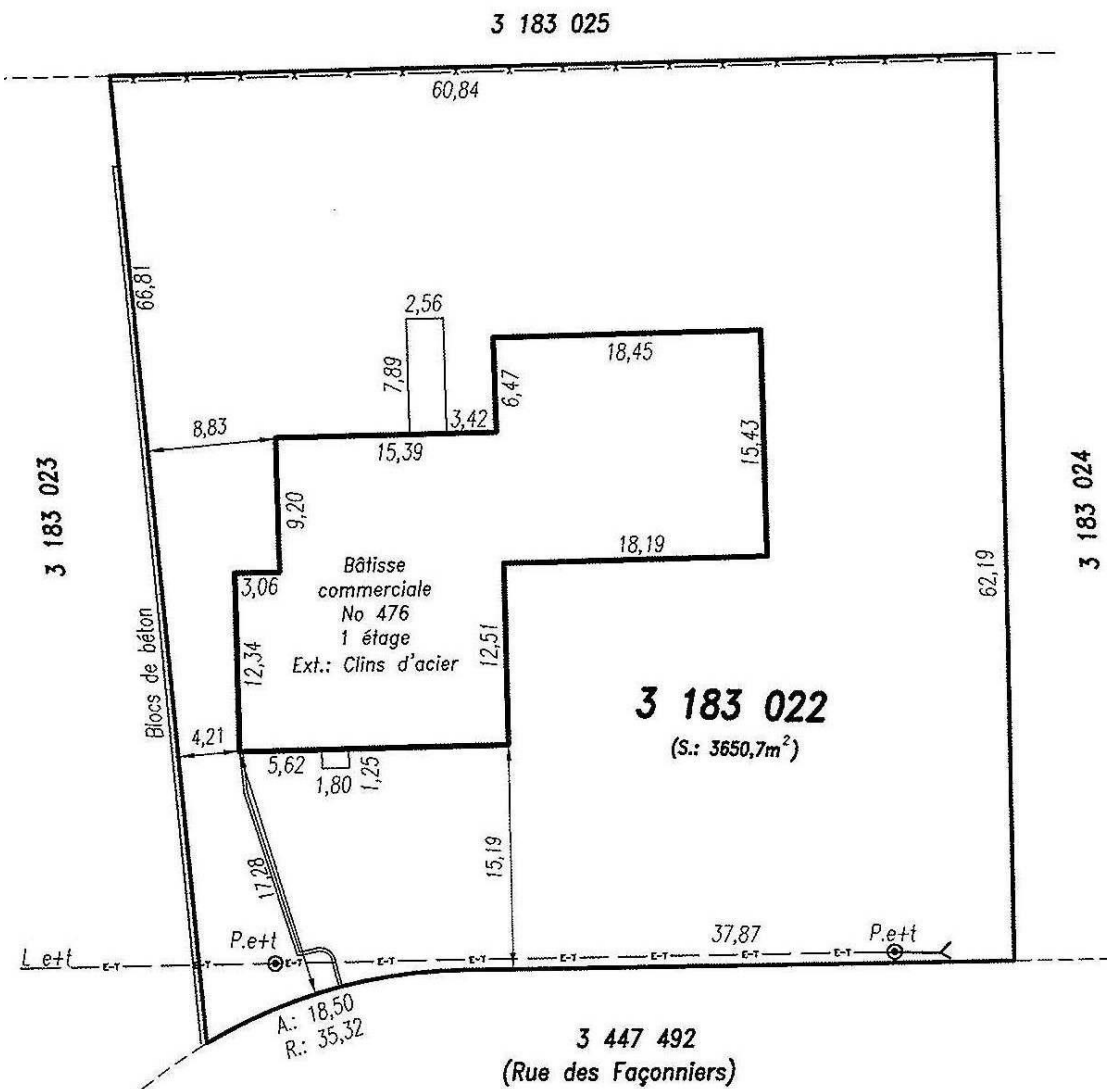 3 183 025
60,84
66,81
2,56
7,89
3,42
6,47
18,45
8,83
15,39
15,43
3 183 023
3 183 024
9,20
18,19
3,06
Bâtisse
commerciale
No 476
1 étage
Ext.: Clins d'acier
12,34
12,51
62,19
Blocs de béton
3 183 022
(S.: 3650,7m²)
4,21
5,62
1,80
1,25
17,28
15,19
37,87
L.e+t
E-T
E-T
P.e+t
E-T
E-T
E-T
E-T
E-T
E-T
E-T
P.e+t
A.: 18,50
R.: 35,32
3 447 492
(Rue des Façonniers)